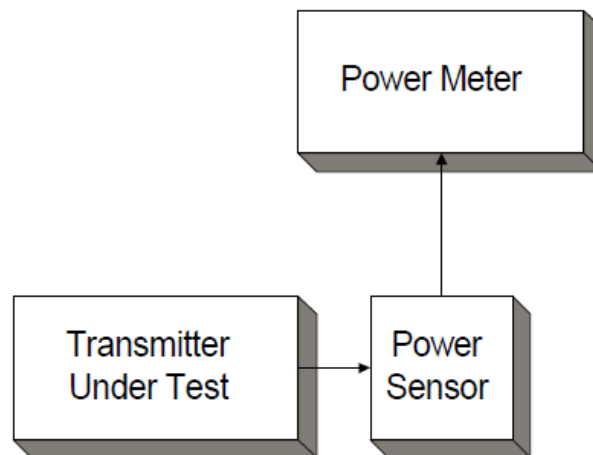 Power Meter
Transmitter
Under Test
Power
Sensor